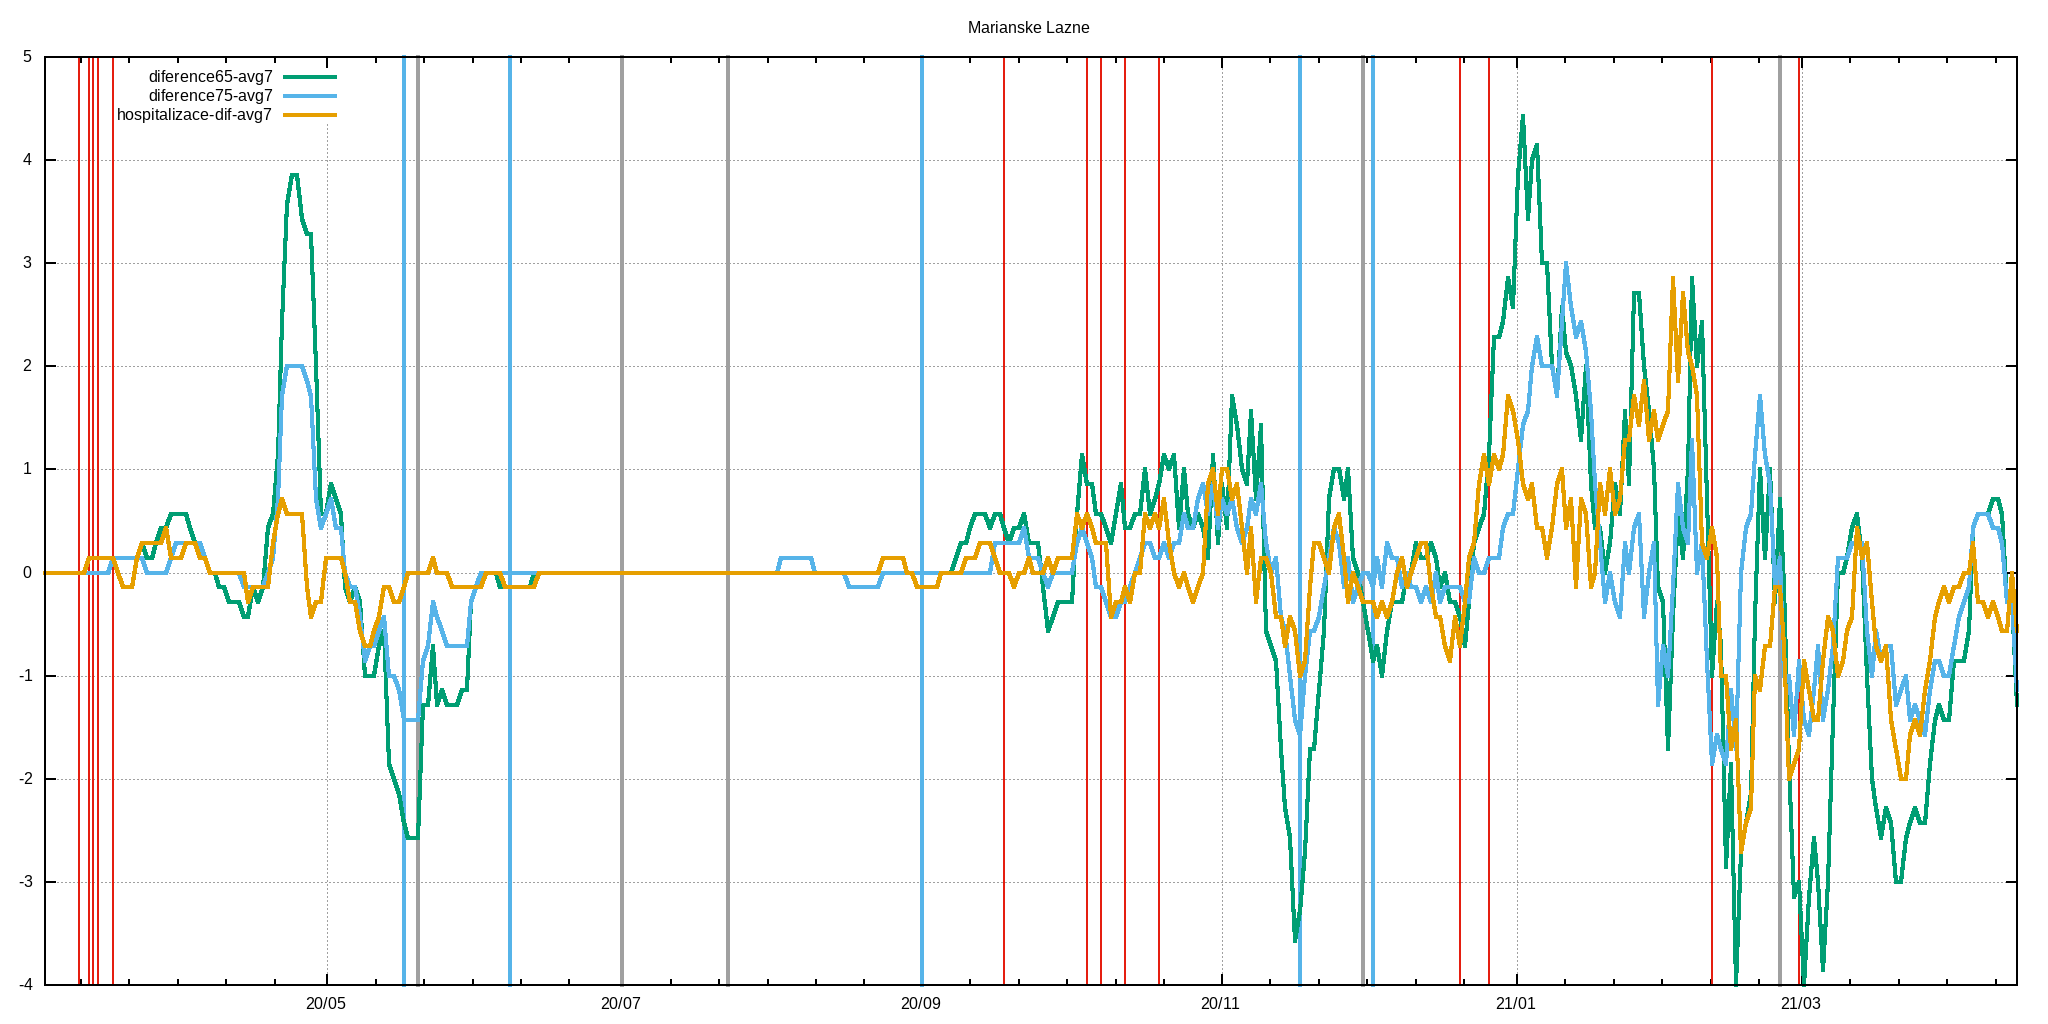 Marianske Lazne
diference65-avg7
diference75-avg7
hospitalizace-dif-avg7
5
4
3
2
1
0
-1
-2
-3
-4
20/05 20/07 20/09 20/11 21/01 21/03